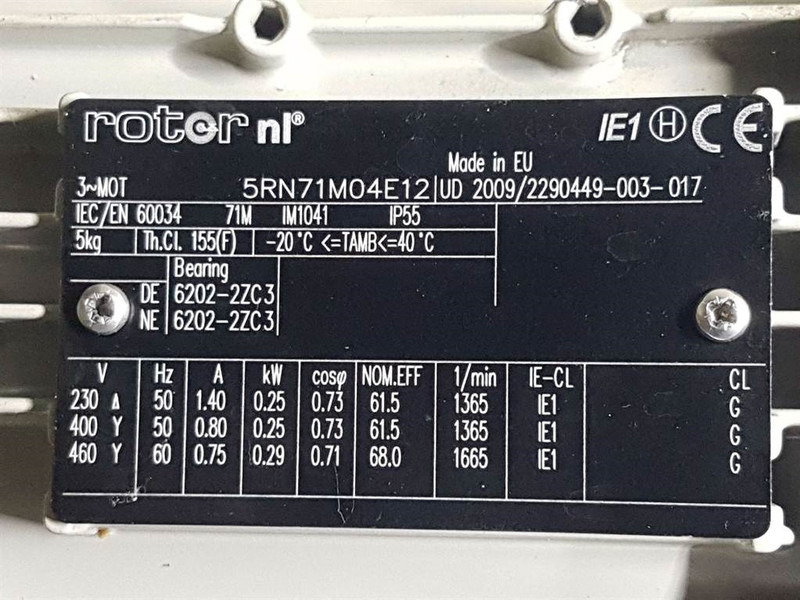 rotor nl® IE1 H CE
Made in EU
3~MOT 5RN71M04E12 UD 2009/2290449-003-017
IEC/EN 60034 71M IM1041 IP55
5kg Th.Cl. 155(F) -20°C <=TAMB<=40°C
Bearing
DE 6202-2ZC3
NE 6202-2ZC3
V Hz A kW cosφ NOM.EFF 1/min IE-CL CL
230 Δ 50 1.40 0.25 0.73 61.5 1365 IE1 G
400 Y 50 0.80 0.25 0.73 61.5 1365 IE1 G
460 Y 60 0.75 0.29 0.71 68.0 1665 IE1 G